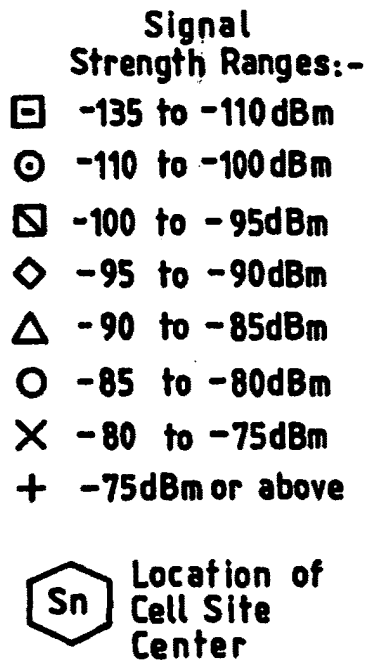 Signal
Strength Ranges:-
-135 to -110dBm
-110 to -100dBm
-100 to -95dBm
-95 to -90dBm
-90 to -85dBm
-85 to -80dBm
-80 to -75dBm
-75dBm or above
Sn Location of
Cell Site
Center